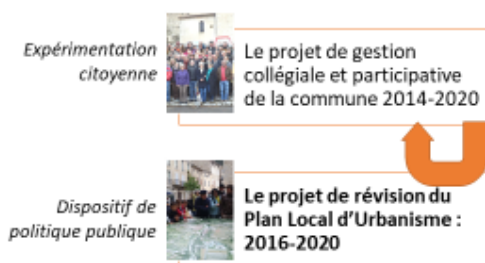 Expérimentation
citoyenne
Le projet de gestion
collégiale et participative
de la commune 2014-2020
Dispositif de
politique publique
Le projet de révision du
Plan Local d'Urbanisme :
2016-2020